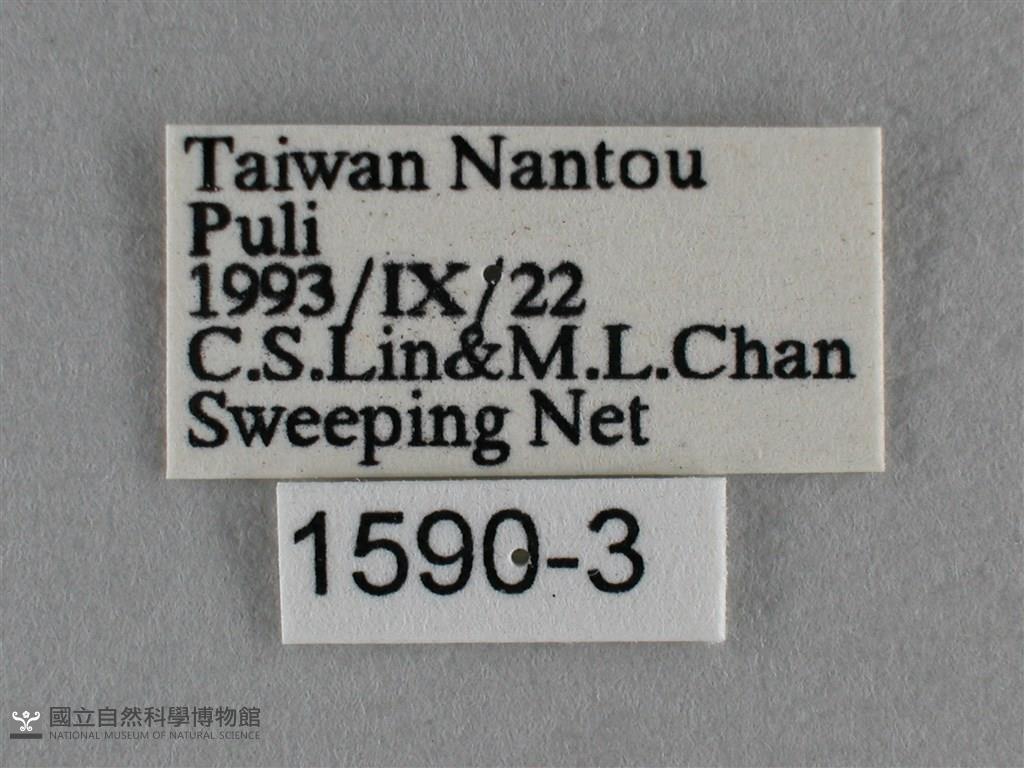 Taiwan Nantou
Puli
1993/IX/22
C.S.Lin&M.L.Chan
Sweeping Net
1590-3
國立自然科學博物館
NATIONAL MUSEUM OF NATURAL SCIENCE